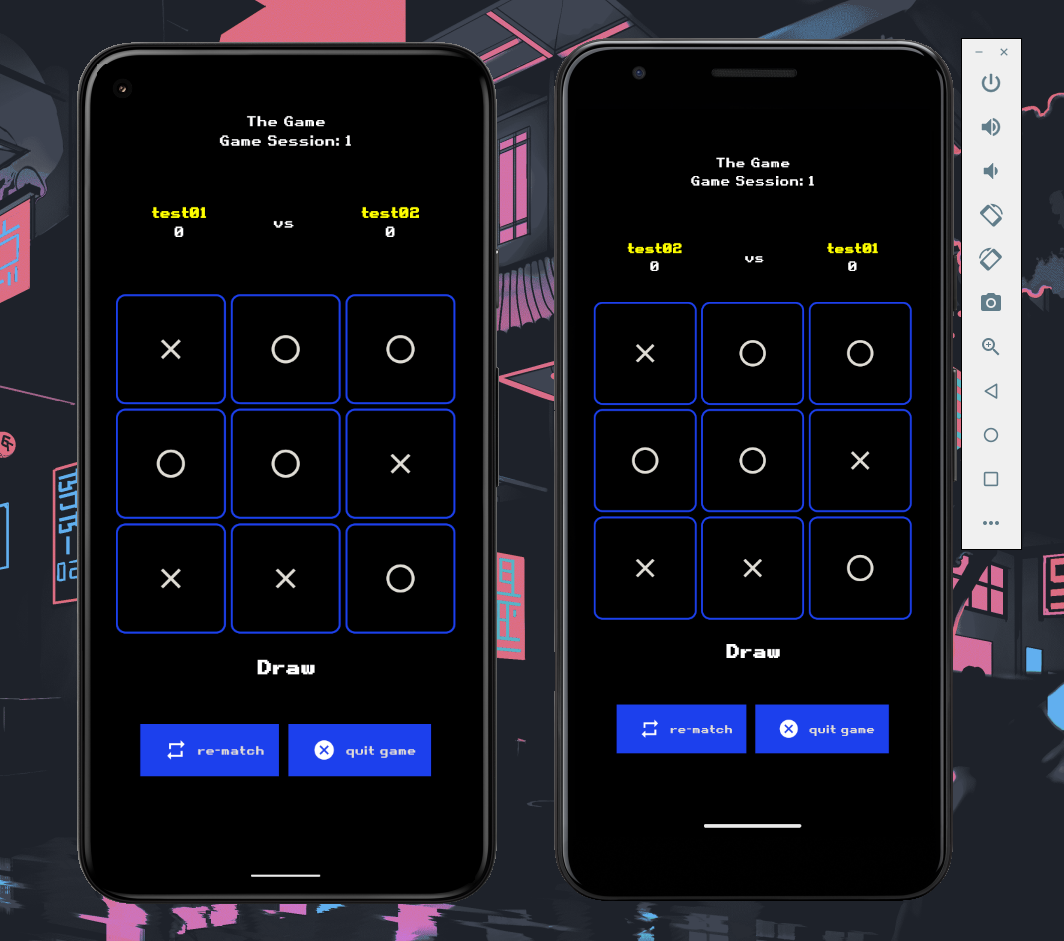 The Game
Game Session: 1
test01 vs test02
0 0
X O O
O O X
X X O
Draw
re-match quit game
The Game
Game Session: 1
test02 vs test01
0 0
X O O
O O X
X X O
Draw
re-match quit game